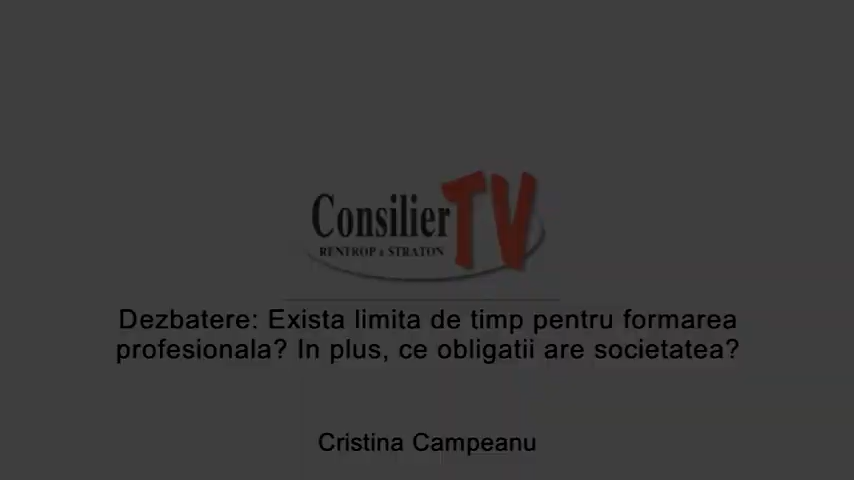 Consilier TV
RENTROP & STRATON
Dezbatere: Exista limita de timp pentru formarea
profesionala? In plus, ce obligatii are societatea?
Cristina Campeanu